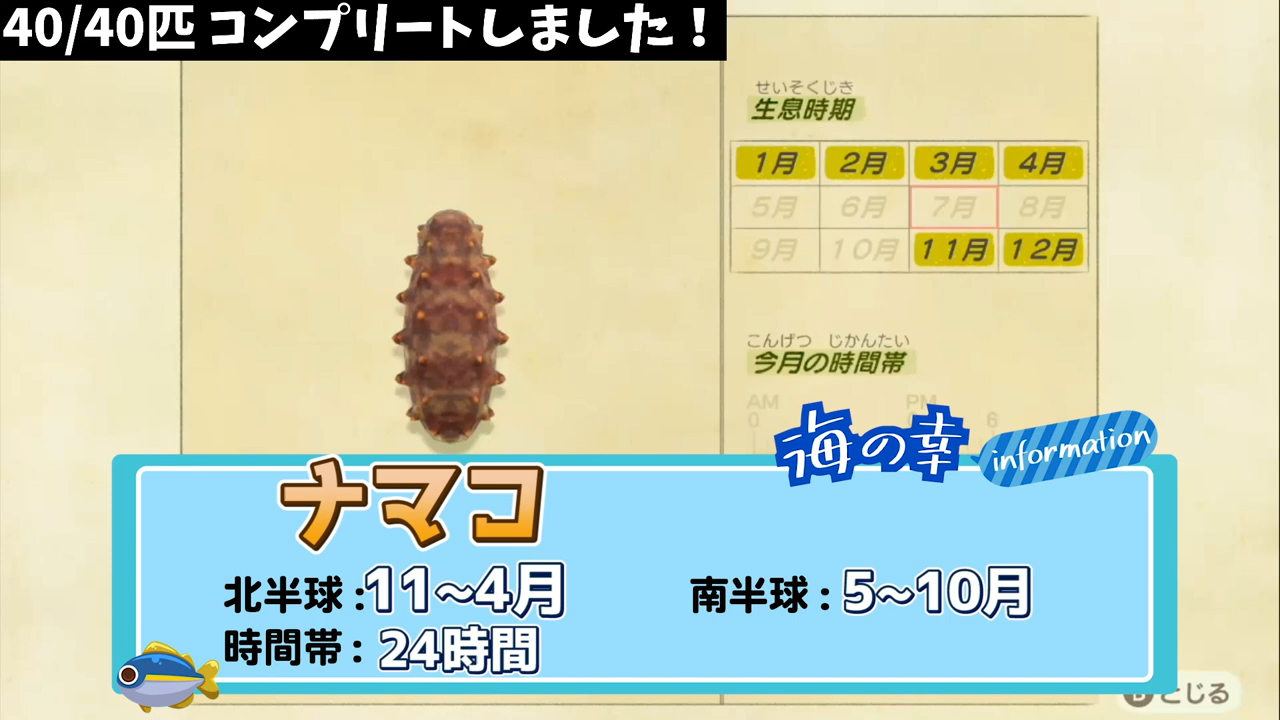 40/40匹 コンプリートしました！
せいそくじき
生息時期
1月 2月 3月 4月
5月 6月 7月 8月
9月 10月 11月 12月
こんげつ じかんたい
今月の時間帯
AM PM
0 6
海の幸 information
ナマコ
北半球：11～4月 南半球：5～10月
時間帯：24時間
とじる